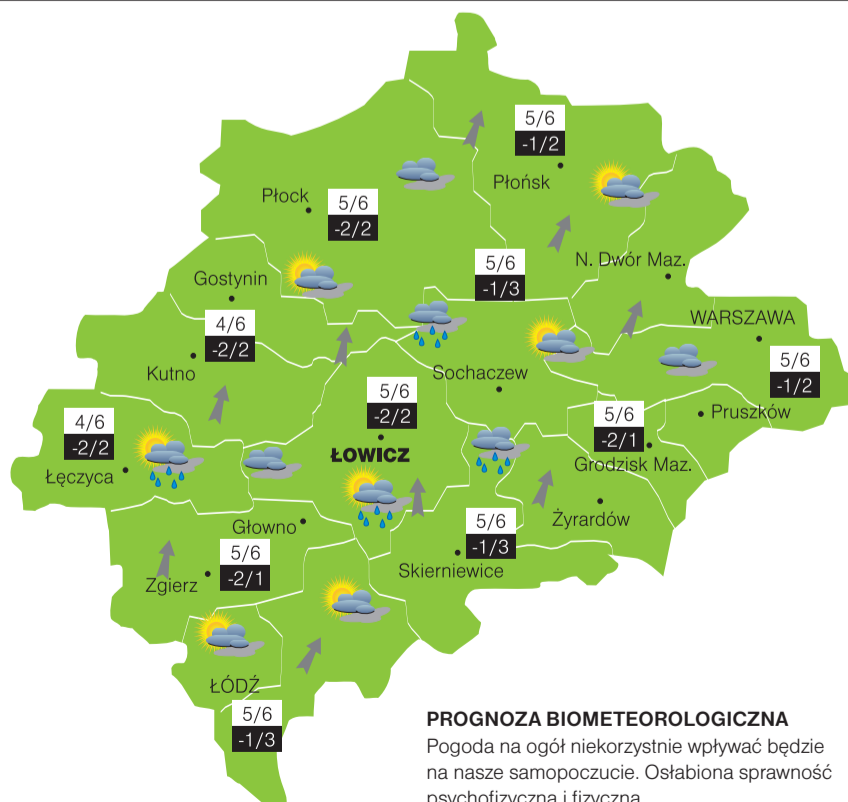 5/6
-1/2
Płońsk
Płock
5/6
-2/2
N. Dwór Maz.
5/6
-1/3
Gostynin
WARSZAWA
4/6
-2/2
Kutno
5/6
-1/2
Sochaczew
5/6
-2/2
ŁOWICZ
5/6
-2/1
Grodzisk Maz.
Pruszków
4/6
-2/2
Łęczyca
Głowno
Żyrardów
5/6
-1/3
Skierniewice
5/6
-2/1
Zgierz
ŁÓDŹ
5/6
-1/3
PROGNOZA BIOMETEOROLOGICZNA
Pogoda na ogół niekorzystnie wpływać będzie
na nasze samopoczucie. Osłabiona sprawność
psychofizyczna i fizyczna